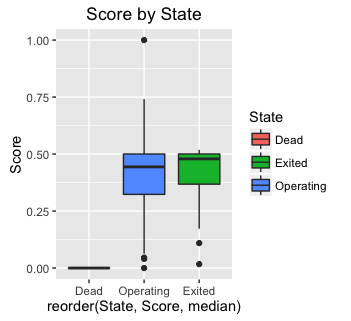 Score by State
1.00
0.75
0.50
0.25
0.00
Score
Dead Operating Exited
reorder(State, Score, median)
State
Dead
Exited
Operating